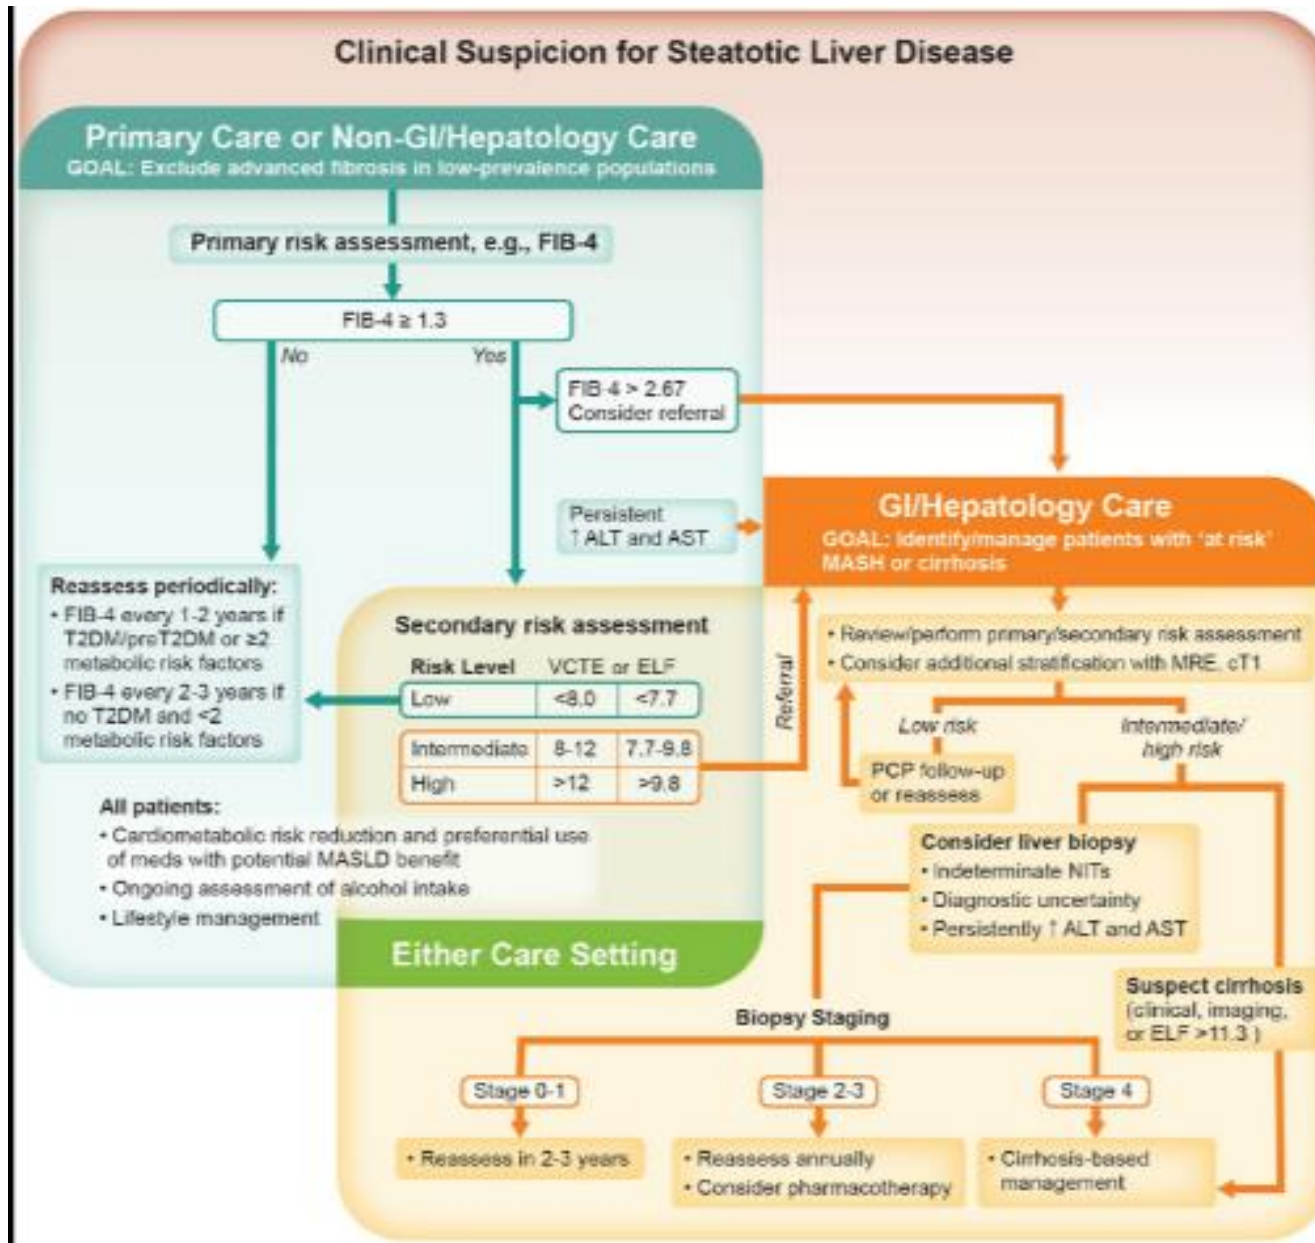 Clinical Suspicion for Steatotic Liver Disease
Primary Care or Non-GI/Hepatology Care
GOAL: Exclude advanced fibrosis in low-prevalence populations
Primary risk assessment, e.g., FIB-4
FIB-4 ≥ 1.3
No
Yes
FIB-4 > 2.67
Consider referral
Persistent
↑ ALT and AST
GI/Hepatology Care
GOAL: Identify/manage patients with 'at risk'
MASH or cirrhosis
Reassess periodically:
• FIB-4 every 1-2 years if
T2DM/preT2DM or ≥2
metabolic risk factors
• FIB-4 every 2-3 years if
no T2DM and <2
metabolic risk factors
Secondary risk assessment
Risk Level VCTE or ELF
Low <8.0 <7.7
Intermediate 8-12 7.7-9.8
High >12 >9.8
Referral
• Review/perform primary/secondary risk assessment
• Consider additional stratification with MRE, cT1
Low risk
Intermediate/
high risk
PCP follow-up
or reassess
All patients:
• Cardiometabolic risk reduction and preferential use
of meds with potential MASLD benefit
• Ongoing assessment of alcohol intake
• Lifestyle management
Either Care Setting
Consider liver biopsy
• Indeterminate NITs
• Diagnostic uncertainty
• Persistently ↑ ALT and AST
Suspect cirrhosis
(clinical, imaging,
or ELF >11.3 )
Biopsy Staging
Stage 0-1
Stage 2-3
Stage 4
• Reassess in 2-3 years
• Reassess annually
• Consider pharmacotherapy
• Cirrhosis-based
management